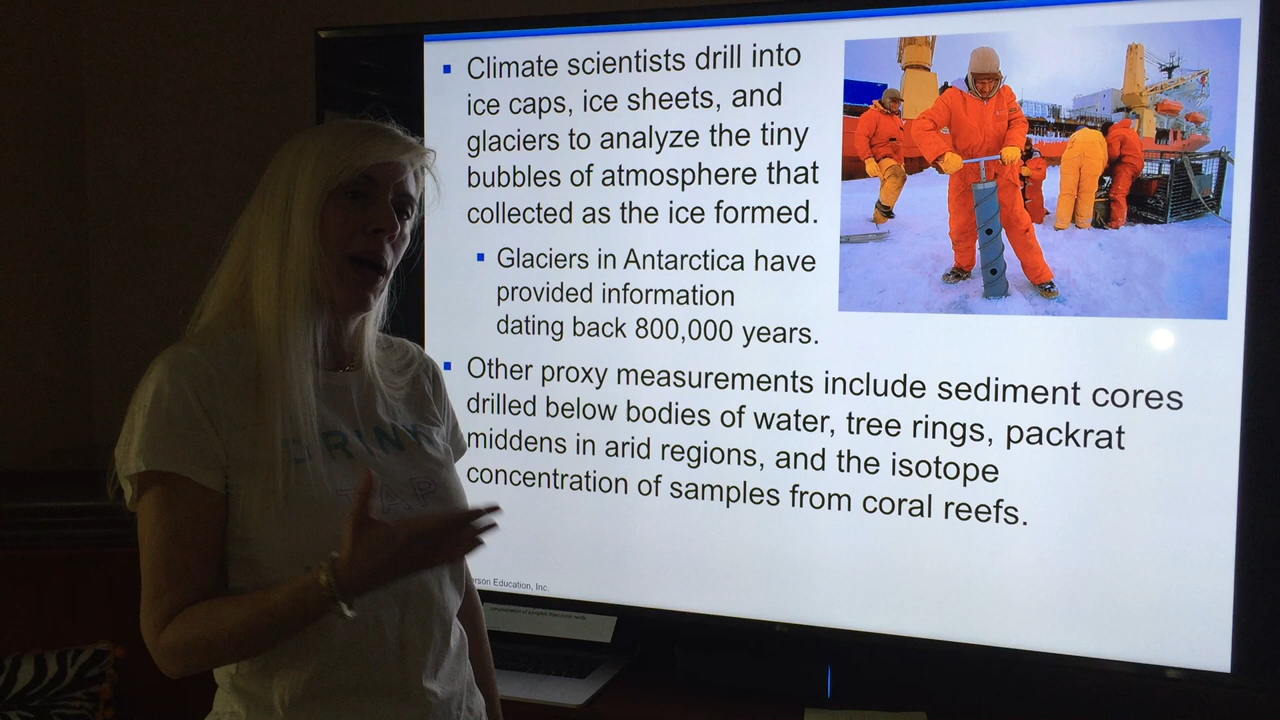 Climate scientists drill into
ice caps, ice sheets, and
glaciers to analyze the tiny
bubbles of atmosphere that
collected as the ice formed.
Glaciers in Antarctica have
provided information
dating back 800,000 years.
Other proxy measurements include sediment cores
drilled below bodies of water, tree rings, packrat
middens in arid regions, and the isotope
concentration of samples from coral reefs.
Education, Inc.
DRINK
TAP